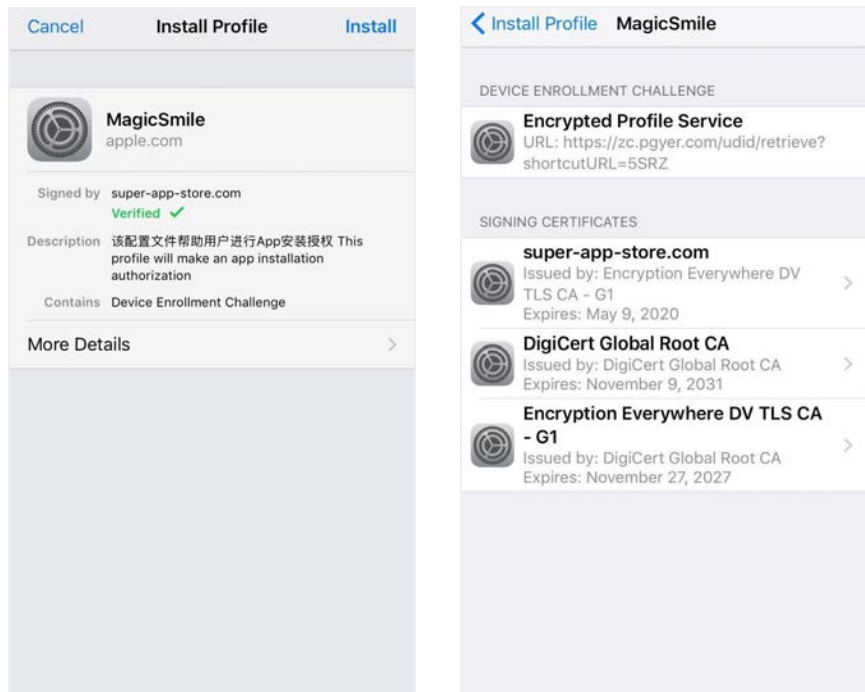 Cancel Install Profile Install
MagicSmile
apple.com
Signed by super-app-store.com
Verified ✓
Description 该配置文件帮助用户进行App安装授权 This
profile will make an app installation
authorization
Contains Device Enrollment Challenge
More Details
Install Profile MagicSmile
DEVICE ENROLLMENT CHALLENGE
Encrypted Profile Service
URL: https://zc.pgyer.com/udid/retrieve?
shortcutURL=5SRZ
SIGNING CERTIFICATES
super-app-store.com
Issued by: Encryption Everywhere DV
TLS CA - G1
Expires: May 9, 2020
DigiCert Global Root CA
Issued by: DigiCert Global Root CA
Expires: November 9, 2031
Encryption Everywhere DV TLS CA
- G1
Issued by: DigiCert Global Root CA
Expires: November 27, 2027